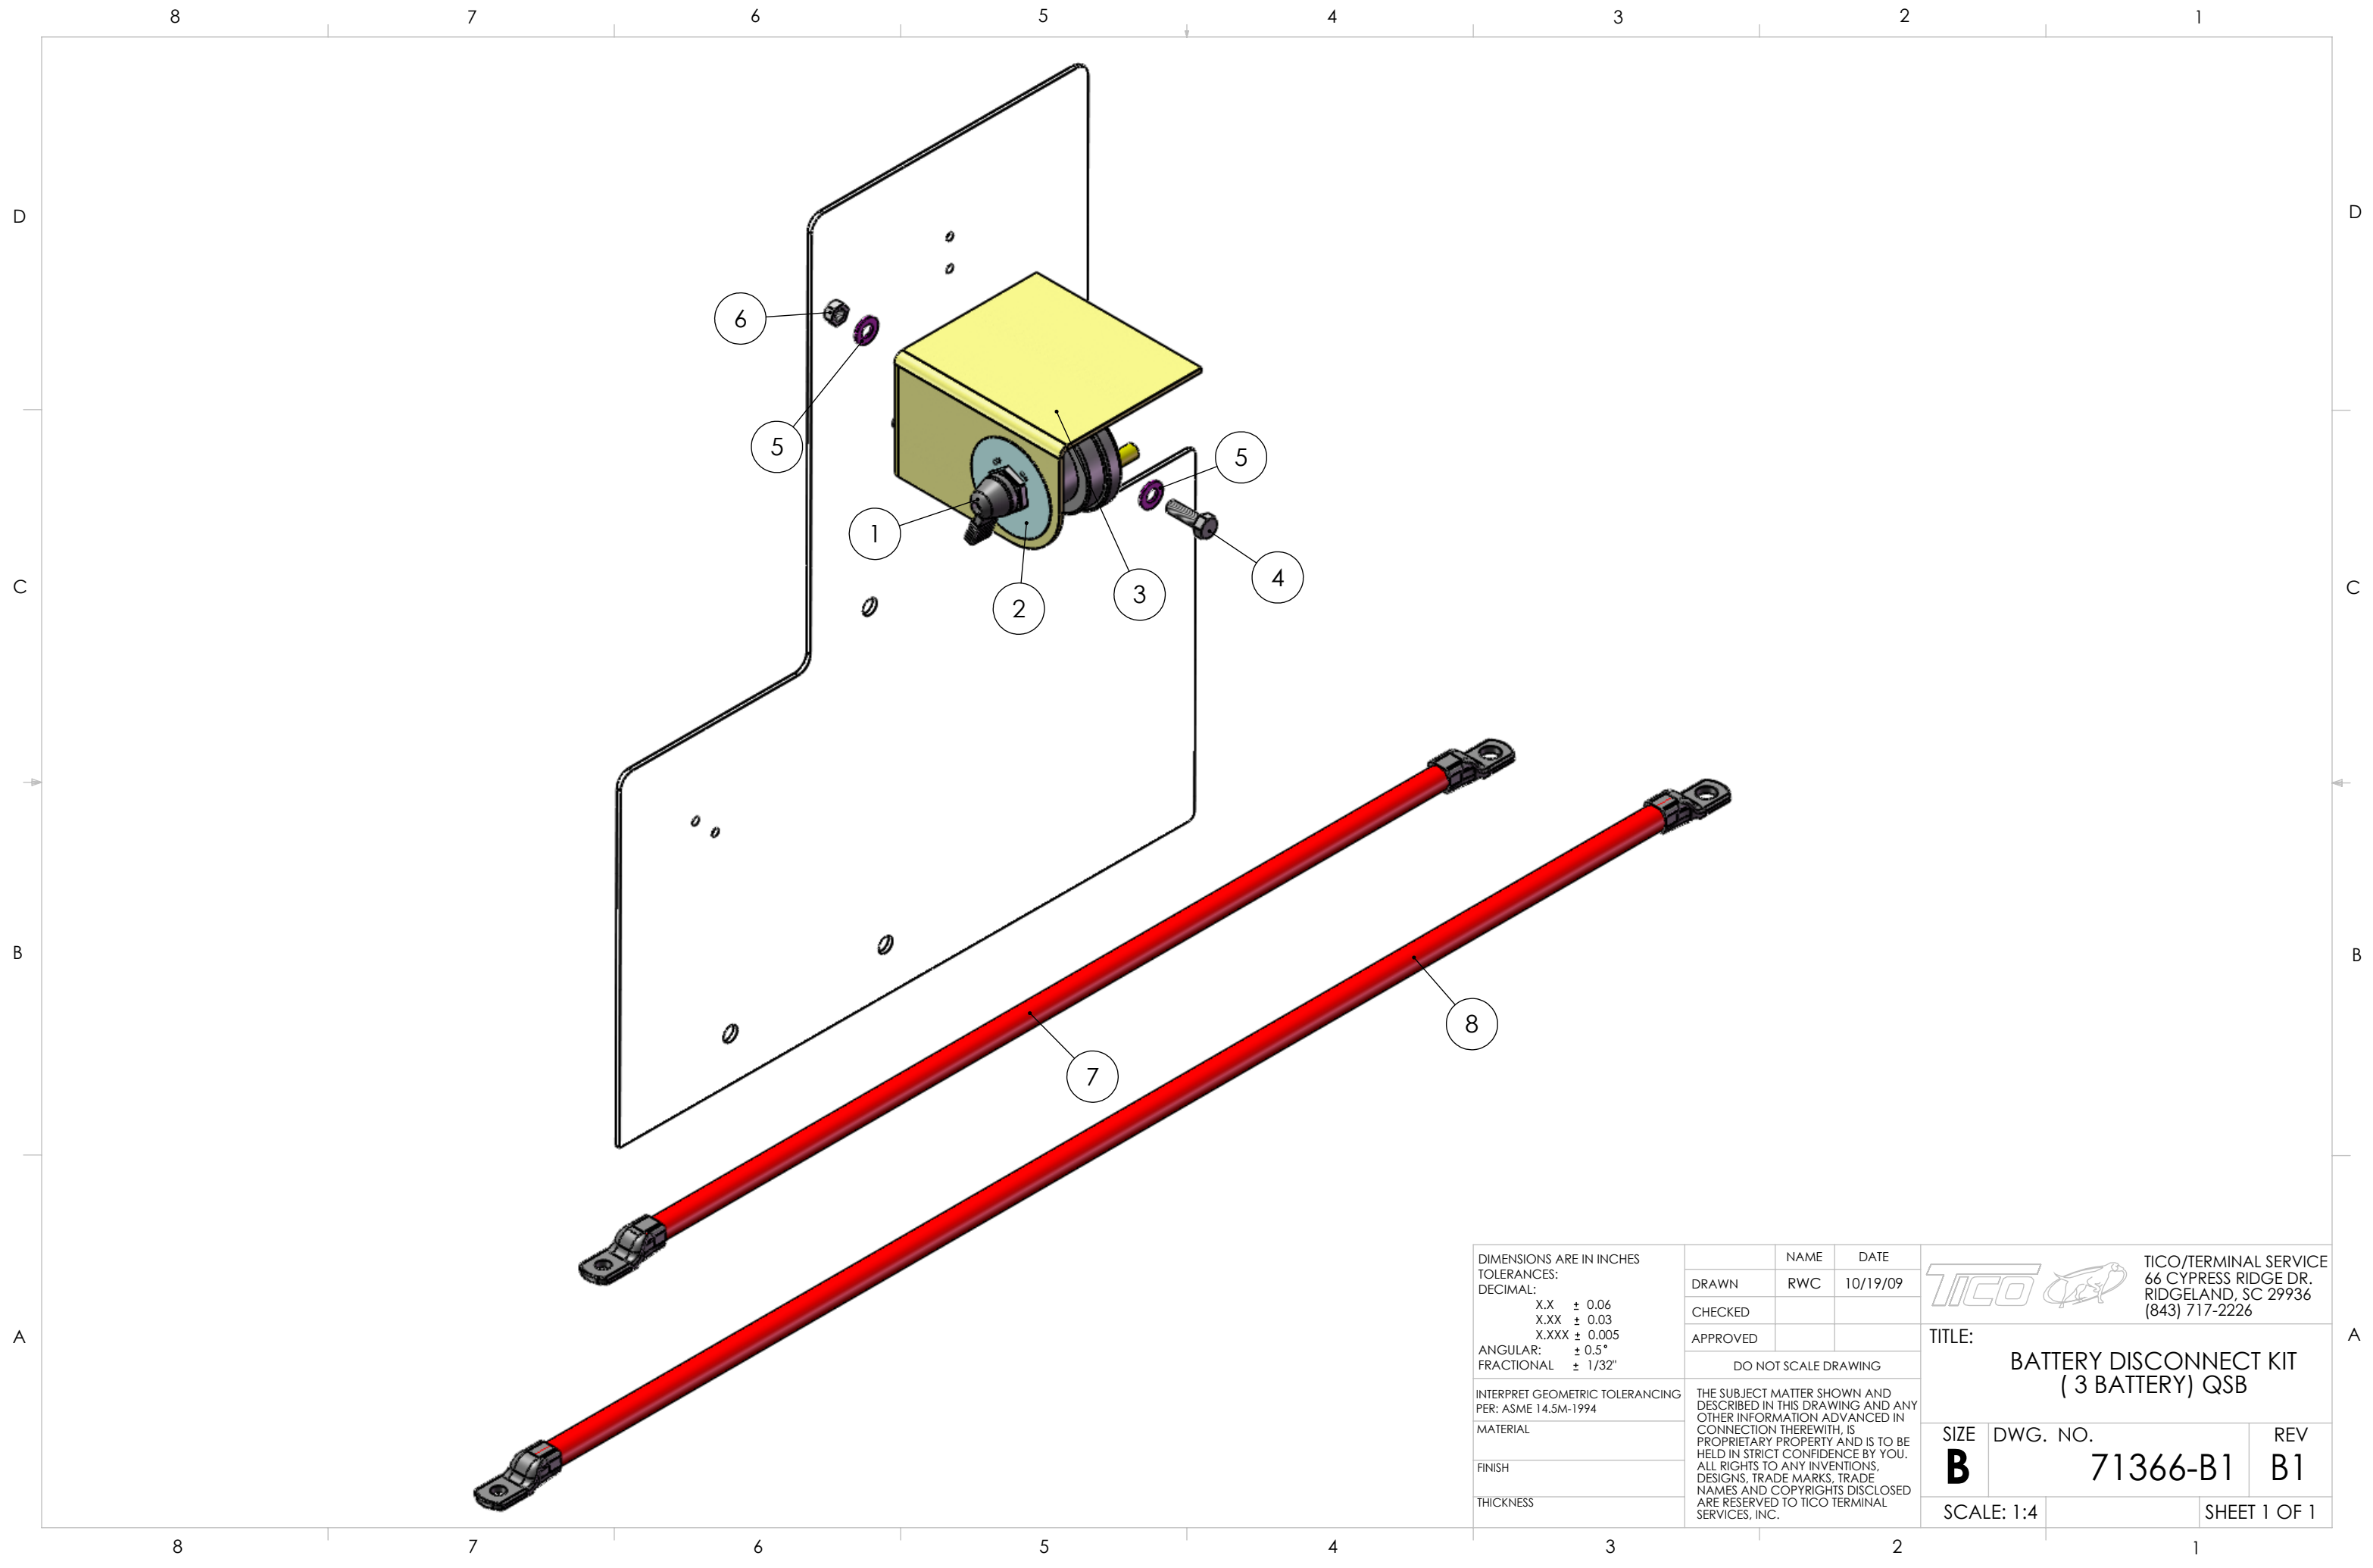 8 7 6 5 4 3 2 1
D D
6
5
5
1
4
3
2
C C
B B
8
7
A A
DIMENSIONS ARE IN INCHES
TOLERANCES:
DECIMAL:
X.X ± 0.06
X.XX ± 0.03
X.XXX ± 0.005
ANGULAR: ± 0.5°
FRACTIONAL ± 1/32"
INTERPRET GEOMETRIC TOLERANCING
PER: ASME 14.5M-1994
MATERIAL
FINISH
THICKNESS
NAME DATE
DRAWN RWC 10/19/09
CHECKED
APPROVED
DO NOT SCALE DRAWING
THE SUBJECT MATTER SHOWN AND
DESCRIBED IN THIS DRAWING AND ANY
OTHER INFORMATION ADVANCED IN
CONNECTION THEREWITH, IS
PROPRIETARY PROPERTY AND IS TO BE
HELD IN STRICT CONFIDENCE BY YOU.
ALL RIGHTS TO ANY INVENTIONS,
DESIGNS, TRADE MARKS, TRADE
NAMES AND COPYRIGHTS DISCLOSED
ARE RESERVED TO TICO TERMINAL
SERVICES, INC.
TICO
TICO/TERMINAL SERVICE
66 CYPRESS RIDGE DR.
RIDGELAND, SC 29936
(843) 717-2226
TITLE:
BATTERY DISCONNECT KIT
( 3 BATTERY) QSB
SIZE DWG. NO. REV
B 71366-B1 B1
SCALE: 1:4 SHEET 1 OF 1
8 7 6 5 4 3 2 1